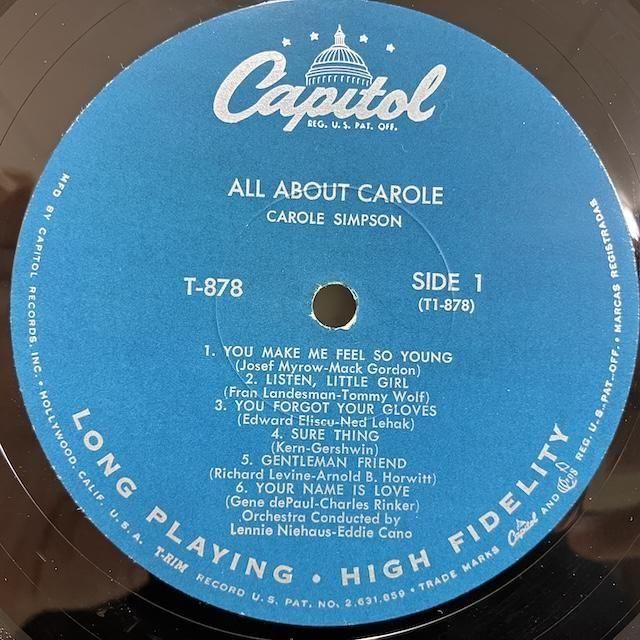 Capitol
REG. U.S. PAT. OFF.
ALL ABOUT CAROLE
CAROLE SIMPSON
T-878
SIDE 1
(T1-878)
1. YOU MAKE ME FEEL SO YOUNG
(Josef Myrow-Mack Gordon)
2. LISTEN, LITTLE GIRL
(Fran Landesman-Tommy Wolf)
3. YOU FORGOT YOUR GLOVES
(Edward Eliscu-Ned Lehak)
4. SURE THING
(Kern-Gershwin)
5. GENTLEMAN FRIEND
(Richard Levine-Arnold B. Horwitt)
6. YOUR NAME IS LOVE
(Gene dePaul-Charles Rinker)
Orchestra Conducted by
Lennie Niehaus-Eddie Cano
LONG PLAYING • HIGH FIDELITY
MFD BY CAPITOL RECORDS, INC. • HOLLYWOOD, CALIF. U.S.A. T-RIM RECORD U.S. PAT. NO. 2,631,859 • TRADE MARKS Capitol AND REG. U.S. PAT. OFF. • MARCAS REGISTRADAS